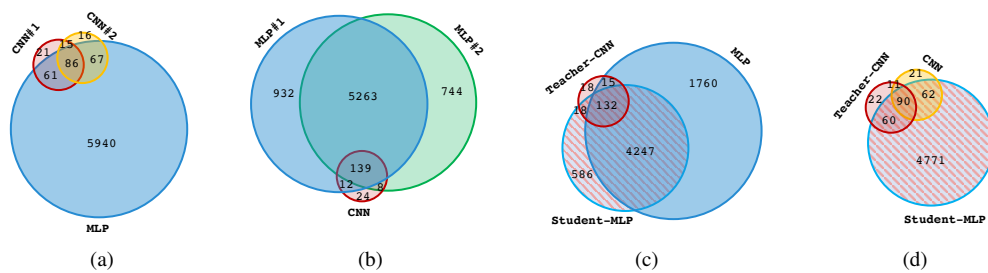 CNN#1
CNN#2
21
15
16
86
67
61
5940
MLP
(a)
MLP#1
MLP#2
932
5263
744
139
12
8
24
CNN
(b)
Teacher-CNN
MLP
18
15
1760
132
18
4247
586
Student-MLP
(c)
Teacher-CNN
CNN
21
11
22
90
62
60
4771
Student-MLP
(d)